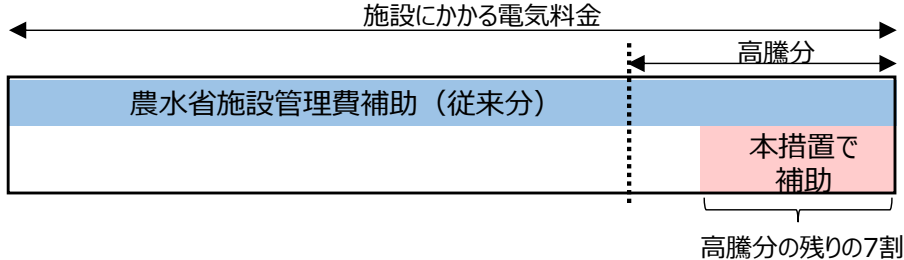 施設にかかる電気料金
高騰分
農水省施設管理費補助（従来分）
本措置で
補助
高騰分の残りの7割